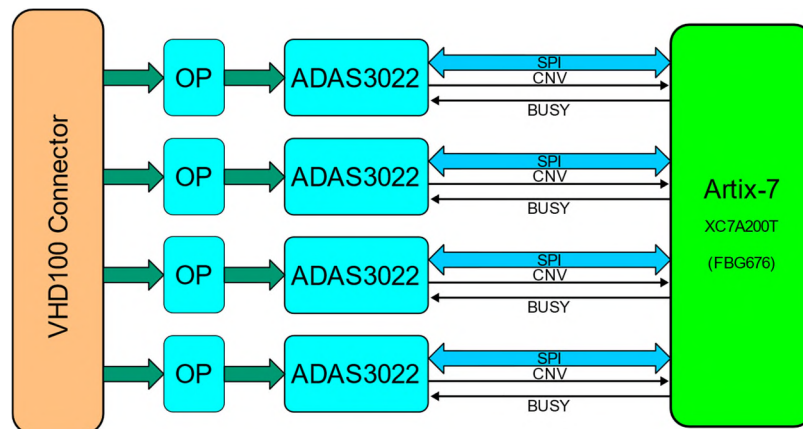 VHD100 Connector
OP
ADAS3022
SPI
CNV
BUSY
OP
ADAS3022
SPI
CNV
BUSY
OP
ADAS3022
SPI
CNV
BUSY
OP
ADAS3022
SPI
CNV
BUSY
Artix-7
XC7A200T
(FBG676)